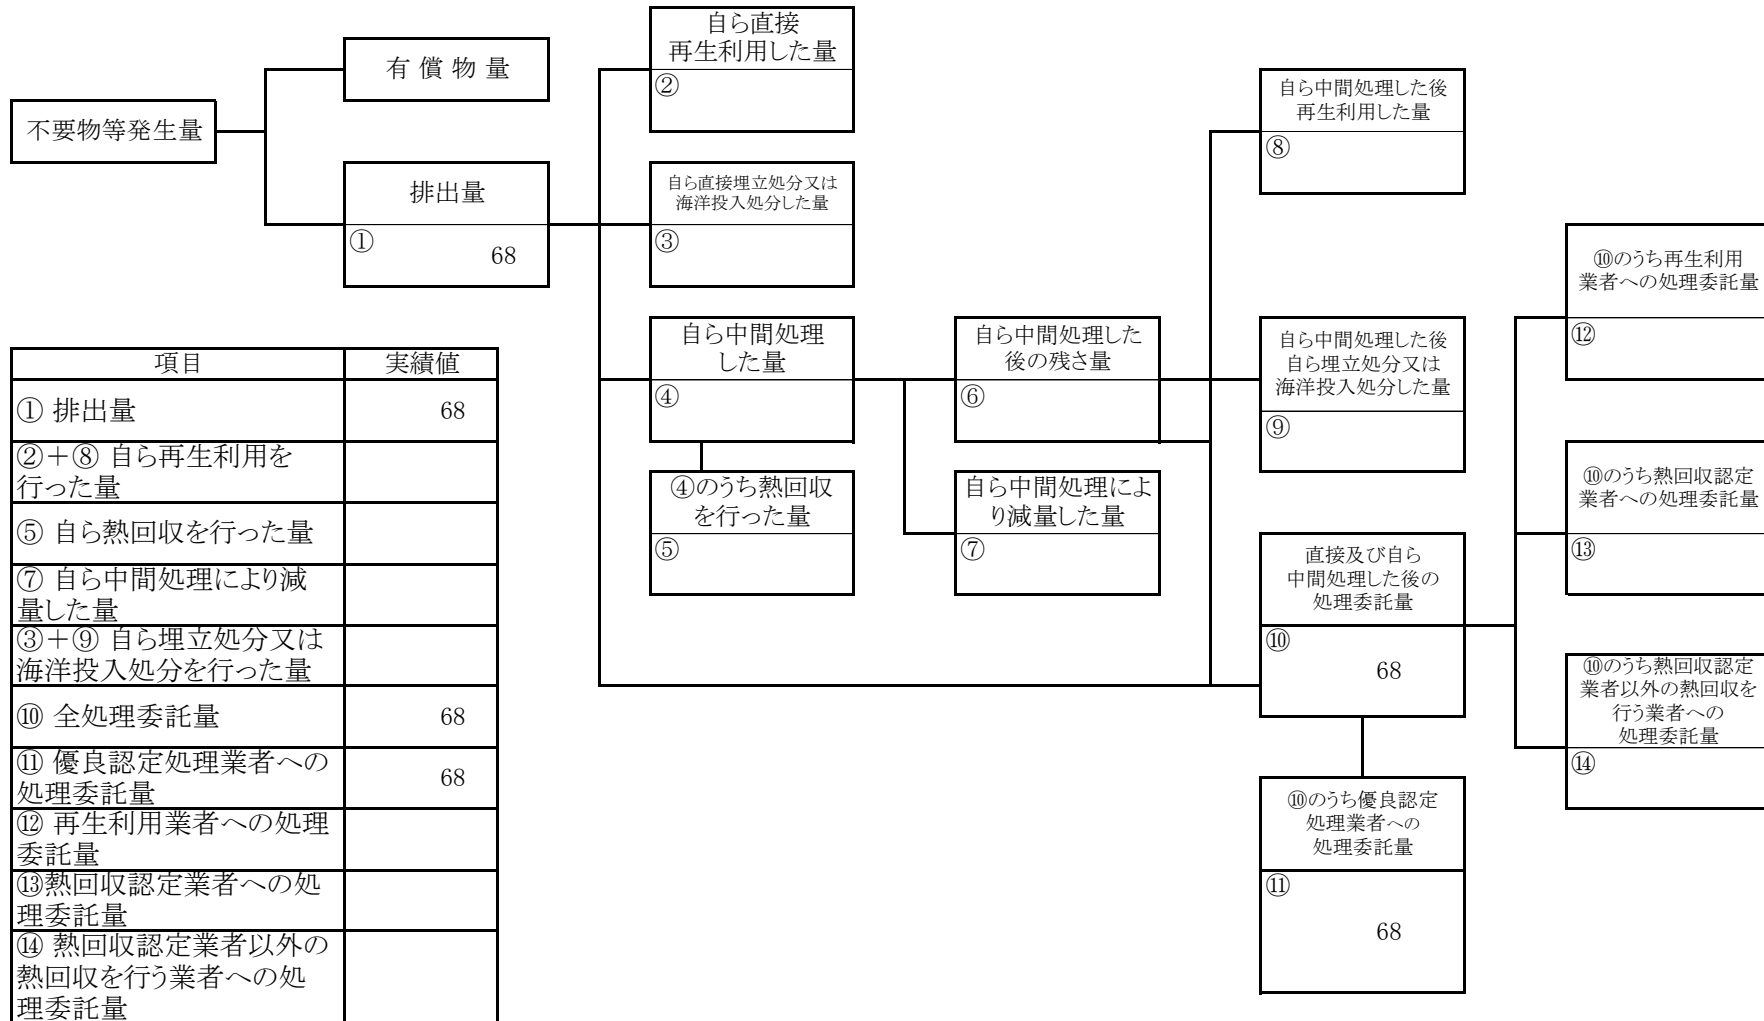 不要物等発生量
有償物量
排出量
①
68
自ら直接
再生利用した量
②
自ら直接埋立処分又は
海洋投入処分した量
③
自ら中間処理
した量
④
④のうち熱回収
を行った量
⑤
自ら中間処理した
後の残さ量
⑥
自ら中間処理によ
り減量した量
⑦
自ら中間処理した後
再生利用した量
⑧
自ら中間処理した後
自ら埋立処分又は
海洋投入処分した量
⑨
直接及び自ら
中間処理した後の
処理委託量
⑩
68
⑩のうち優良認定
処理業者への
処理委託量
⑪
68
⑩のうち再生利用
業者への処理委託量
⑫
⑩のうち熱回収認定
業者への処理委託量
⑬
⑩のうち熱回収認定
業者以外の熱回収を
行う業者への
処理委託量
⑭
項目 実績値
① 排出量 68
②+⑧ 自ら再生利用を
行った量
⑤ 自ら熱回収を行った量
⑦ 自ら中間処理により減
量した量
③+⑨ 自ら埋立処分又は
海洋投入処分を行った量
⑩ 全処理委託量 68
⑪ 優良認定処理業者への
処理委託量 68
⑫ 再生利用業者への処理
委託量
⑬熱回収認定業者への処
理委託量
⑭ 熱回収認定業者以外の
熱回収を行う業者への処
理委託量